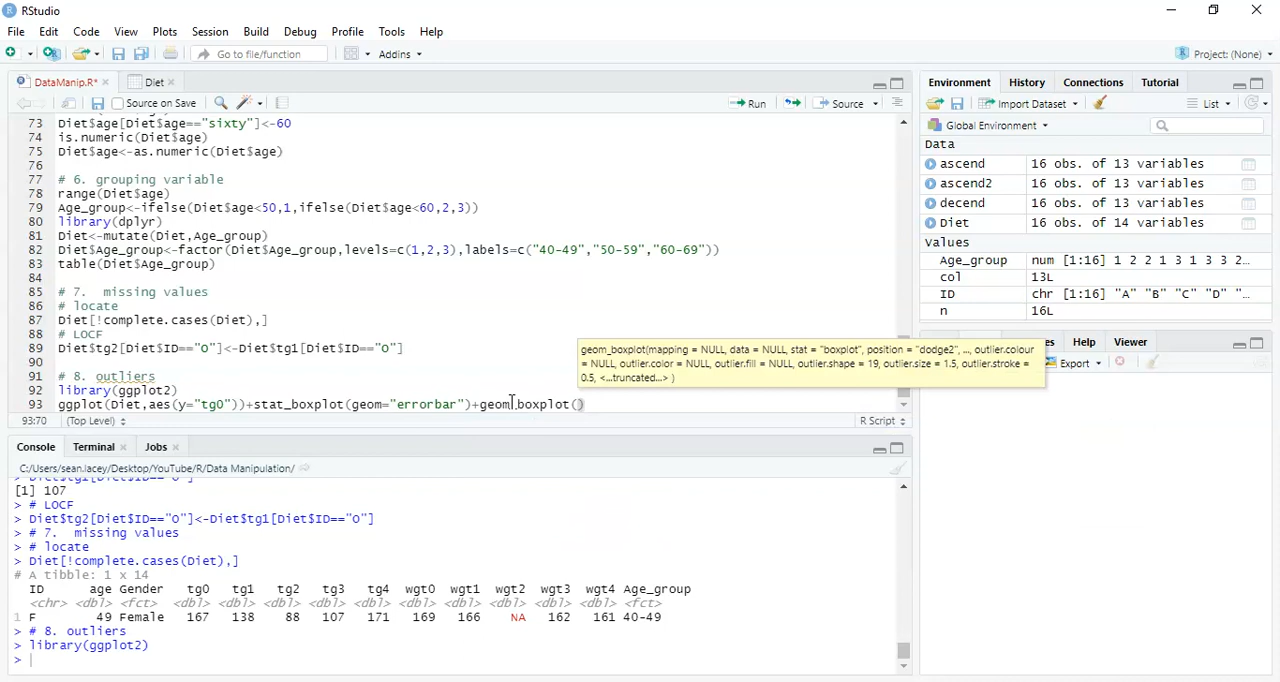 RStudio
File Edit Code View Plots Session Build Debug Profile Tools Help
Go to file/function Addins Project: (None)
DataManip.R* Diet
Source on Save Run Source
73 Diet$age[Diet$age=="sixty"]<-60
74 is.numeric(Diet$age)
75 Diet$age<-as.numeric(Diet$age)
76
77 # 6. grouping variable
78 range(Diet$age)
79 Age_group<-ifelse(Diet$age<50,1,ifelse(Diet$age<60,2,3))
80 library(dplyr)
81 Diet<-mutate(Diet,Age_group)
82 Diet$Age_group<-factor(Diet$Age_group,levels=c(1,2,3),labels=c("40-49","50-59","60-69"))
83 table(Diet$Age_group)
84
85 # 7.  missing values
86 # locate
87 Diet[!complete.cases(Diet),]
88 # LOCF
89 Diet$tg2[Diet$ID=="O"]<-Diet$tg1[Diet$ID=="O"]
90
91 # 8. outliers
92 library(ggplot2)
93 ggplot(Diet,aes(y="tg0"))+stat_boxplot(geom="errorbar")+geom_boxplot()
geom_boxplot(mapping = NULL, data = NULL, stat = "boxplot", position = "dodge2", ..., outlier.colour
= NULL, outlier.color = NULL, outlier.fill = NULL, outlier.shape = 19, outlier.size = 1.5, outlier.stroke =
0.5, <...truncated...> )
93:70 (Top Level) R Script
Console Terminal Jobs
C:/Users/sean.lacey/Desktop/YouTube/R/Data Manipulation/
[1] 107
> # LOCF
> Diet$tg2[Diet$ID=="O"]<-Diet$tg1[Diet$ID=="O"]
> # 7.  missing values
> # locate
> Diet[!complete.cases(Diet),]
# A tibble: 1 x 14
ID age Gender tg0 tg1 tg2 tg3 tg4 wgt0 wgt1 wgt2 wgt3 wgt4 Age_group
<chr> <dbl> <fct> <dbl> <dbl> <dbl> <dbl> <dbl> <dbl> <dbl> <dbl> <dbl> <dbl> <fct>
1 F 49 Female 167 138 88 107 171 169 166 NA 162 161 40-49
> # 8. outliers
> library(ggplot2)
>
Environment History Connections Tutorial
Import Dataset List
Global Environment
Data
ascend 16 obs. of 13 variables
ascend2 16 obs. of 13 variables
decend 16 obs. of 13 variables
Diet 16 obs. of 14 variables
Values
Age_group num [1:16] 1 2 2 1 3 1 3 3 2…
col 13L
ID chr [1:16] "A" "B" "C" "D" "…
n 16L
Help Viewer
Export